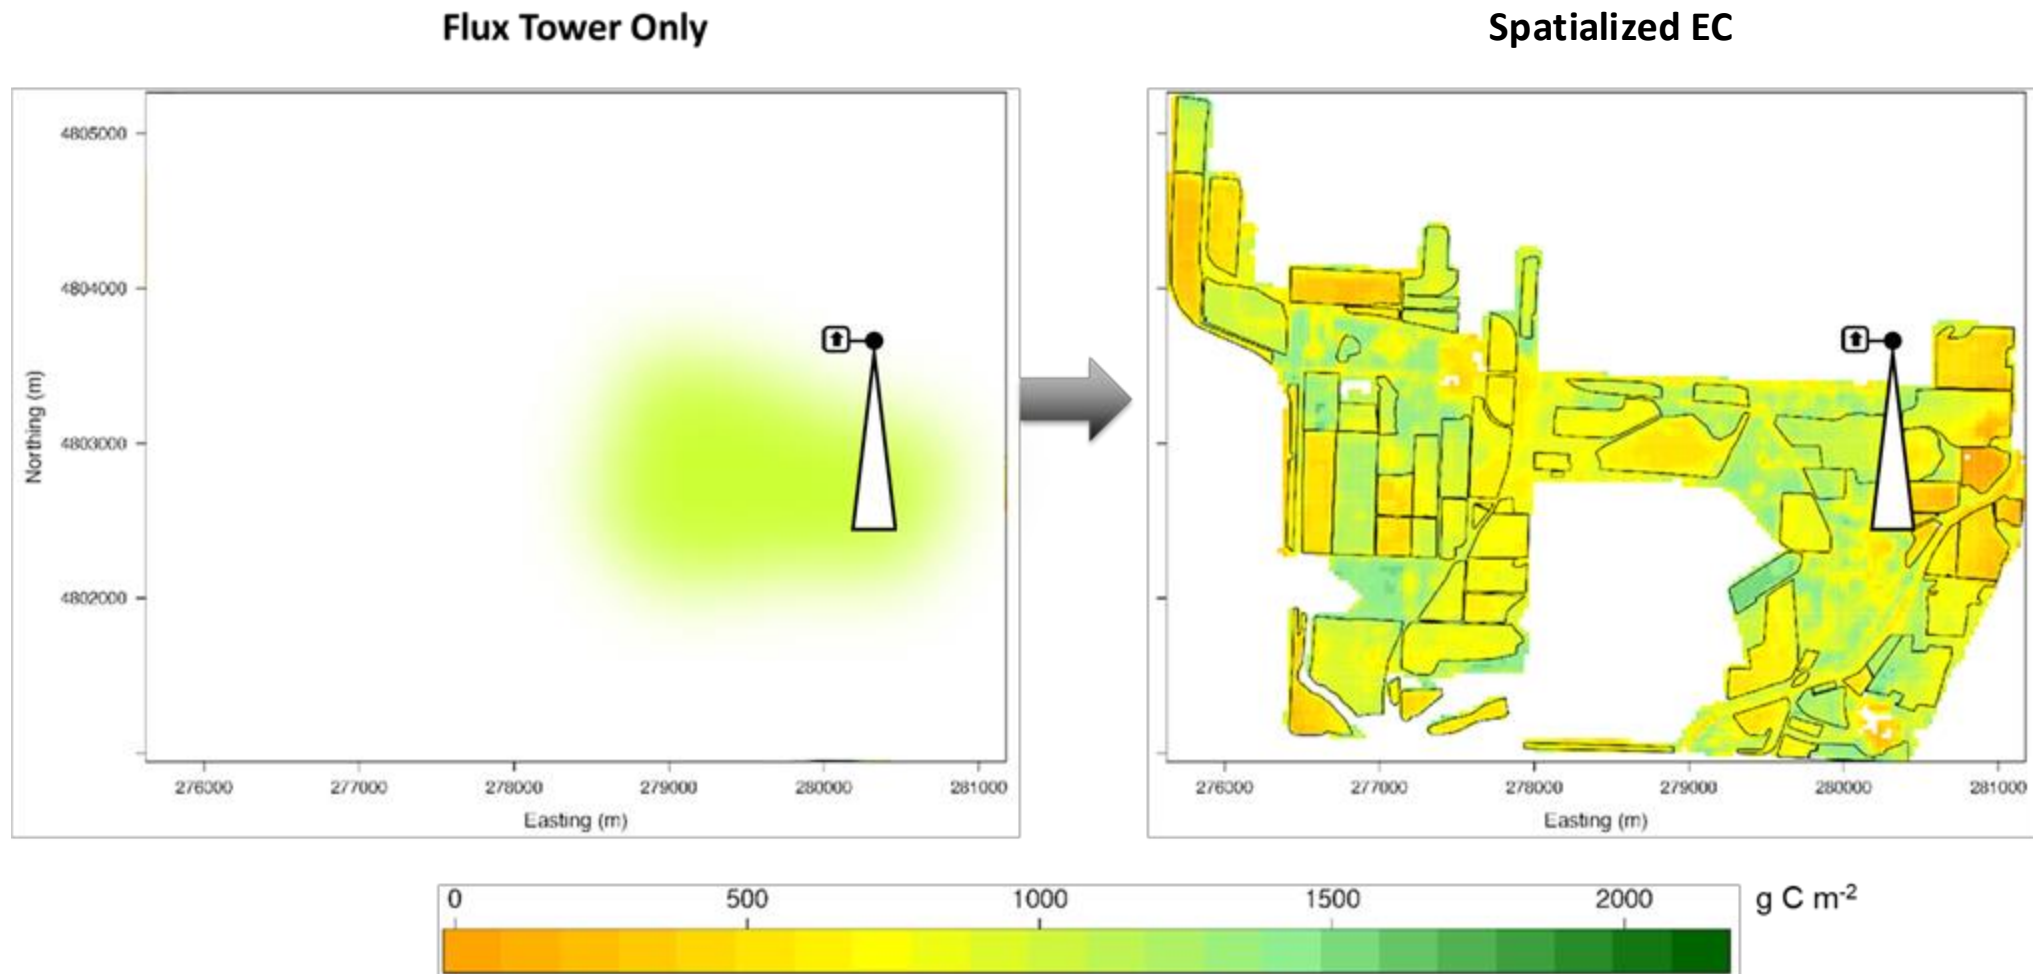 Flux Tower Only
Spatialized EC
Northing (m)
4805000
4804000
4803000
4802000
276000 277000 278000 279000 280000 281000
Easting (m)
276000 277000 278000 279000 280000 281000
Easting (m)
0 500 1000 1500 2000 g C m-2